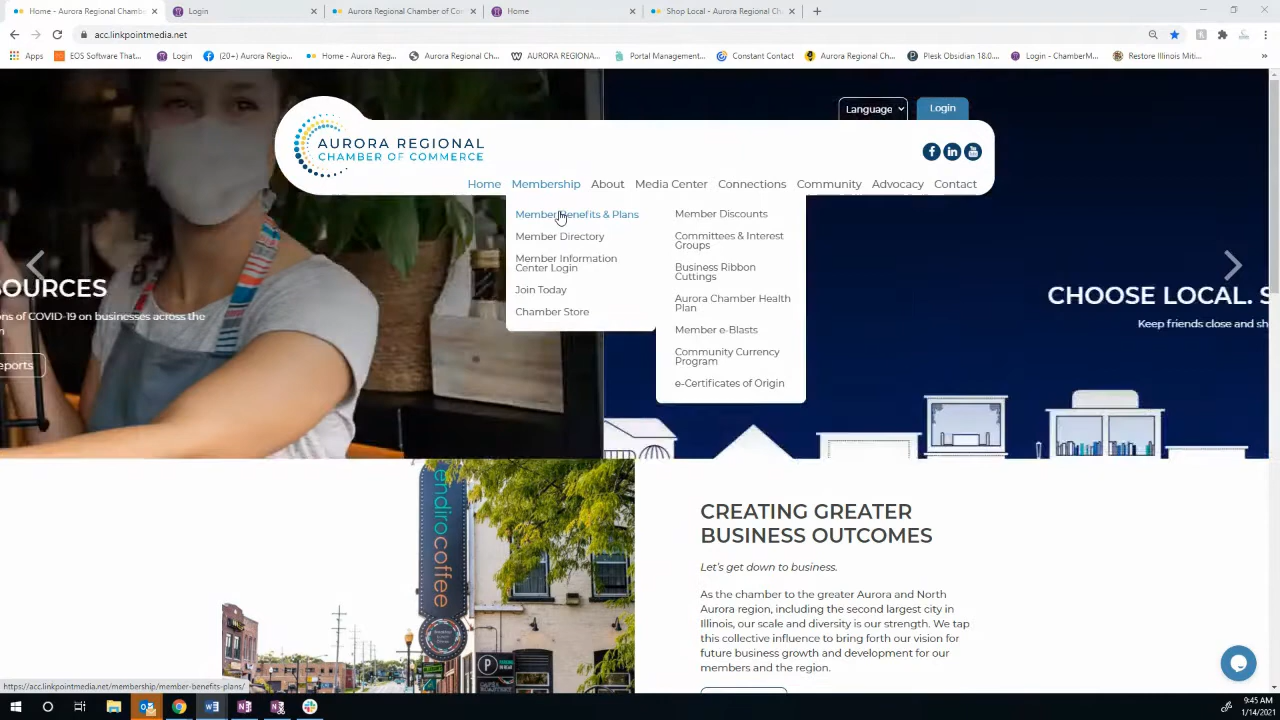 Home - Aurora Regional Chamber
Login
Aurora Regional Chamber of Com
Home
Shop Local - Aurora Regional Ch
acc.linkpointmedia.net
Apps
EOS Software That...
Login
(20+) Aurora Regio...
Home - Aurora Reg...
Aurora Regional Ch...
AURORA REGIONA...
Portal Management...
Constant Contact
Aurora Regional Ch...
Plesk Obsidian 18.0....
Login - ChamberM...
Restore Illinois Miti...
Language
Login
AURORA REGIONAL
CHAMBER OF COMMERCE
Home
Membership
About
Media Center
Connections
Community
Advocacy
Contact
Member Benefits & Plans
Member Directory
Member Information
Center Login
Join Today
Chamber Store
Member Discounts
Committees & Interest
Groups
Business Ribbon
Cuttings
Aurora Chamber Health
Plan
Member e-Blasts
Community Currency
Program
e-Certificates of Origin
OURCES
ons of COVID-19 on businesses across the
n
eports
CHOOSE LOCAL. S
Keep friends close and sh
endirocoffee
P
CREATING GREATER
BUSINESS OUTCOMES
Let's get down to business.
As the chamber to the greater Aurora and North
Aurora region, including the second largest city in
Illinois, our scale and diversity is our strength. We tap
this collective influence to bring forth our vision for
future business growth and development for our
members and the region.
https://acc.linkpointmedia.net/membership/member-benefits-plans/
9:45 AM
1/14/2021